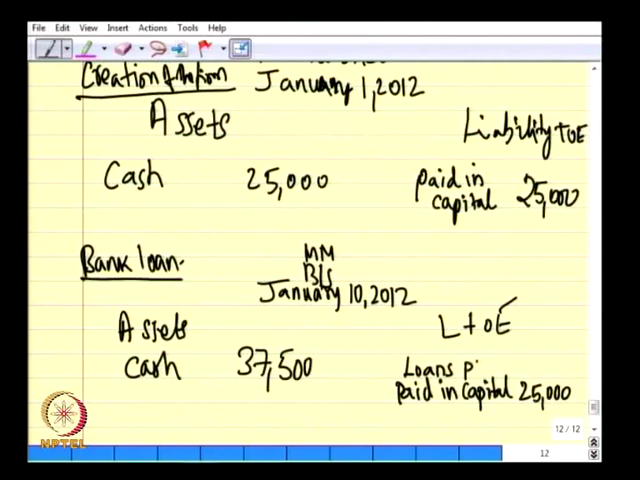 File Edit View Insert Actions Tools Help
Creation of the firm January 1, 2012
Assets Liability + OE
Cash 25,000 paid in capital 25,000
Bank loan.
MM
B/S
January 10, 2012
Assets L + OE
Cash 37,500 Loans p
paid in capital 25,000
NPTEL
12 / 12
12